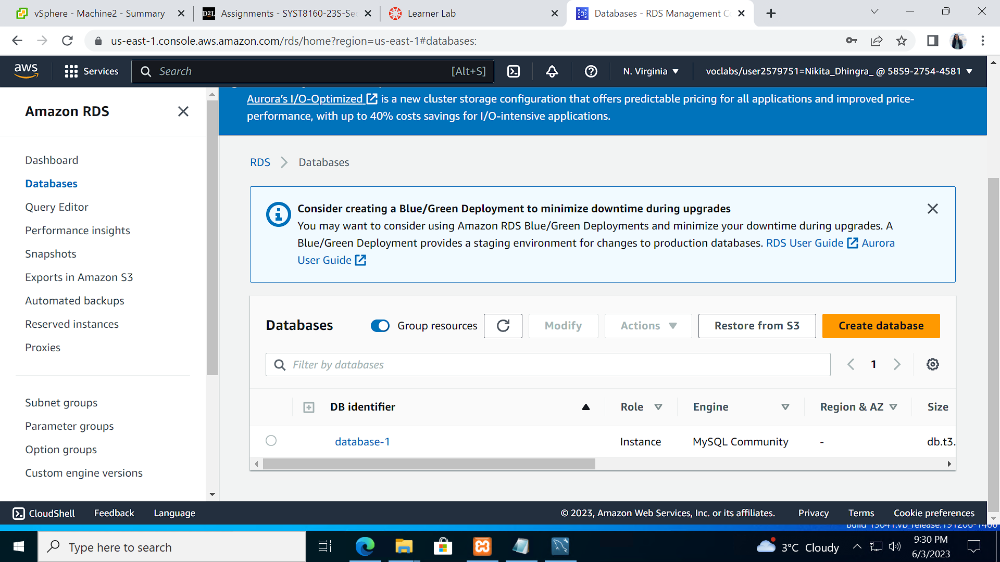 vSphere - Machine2 - Summary
Assignments - SYST8160-23S-Sec
Learner Lab
Databases - RDS Management Co
us-east-1.console.aws.amazon.com/rds/home?region=us-east-1#databases:
aws
Services
Search
[Alt+S]
N. Virginia
voclabs/user2579751=Nikita_Dhingra_ @ 5859-2754-4581
Amazon RDS
Dashboard
Databases
Query Editor
Performance insights
Snapshots
Exports in Amazon S3
Automated backups
Reserved instances
Proxies
Subnet groups
Parameter groups
Option groups
Custom engine versions
Aurora's I/O-Optimized is a new cluster storage configuration that offers predictable pricing for all applications and improved price-
performance, with up to 40% costs savings for I/O-intensive applications.
RDS > Databases
Consider creating a Blue/Green Deployment to minimize downtime during upgrades
You may want to consider using Amazon RDS Blue/Green Deployments and minimize your downtime during upgrades. A
Blue/Green Deployment provides a staging environment for changes to production databases. RDS User Guide Aurora
User Guide
Databases
Group resources
Modify
Actions
Restore from S3
Create database
Filter by databases
1
DB identifier
Role
Engine
Region & AZ
Size
database-1
Instance
MySQL Community
-
db.t3.
CloudShell
Feedback
Language
© 2023, Amazon Web Services, Inc. or its affiliates.
Privacy
Terms
Cookie preferences
Build 19041.vb_release.191206-1406
Type here to search
3°C Cloudy
9:30 PM
6/3/2023